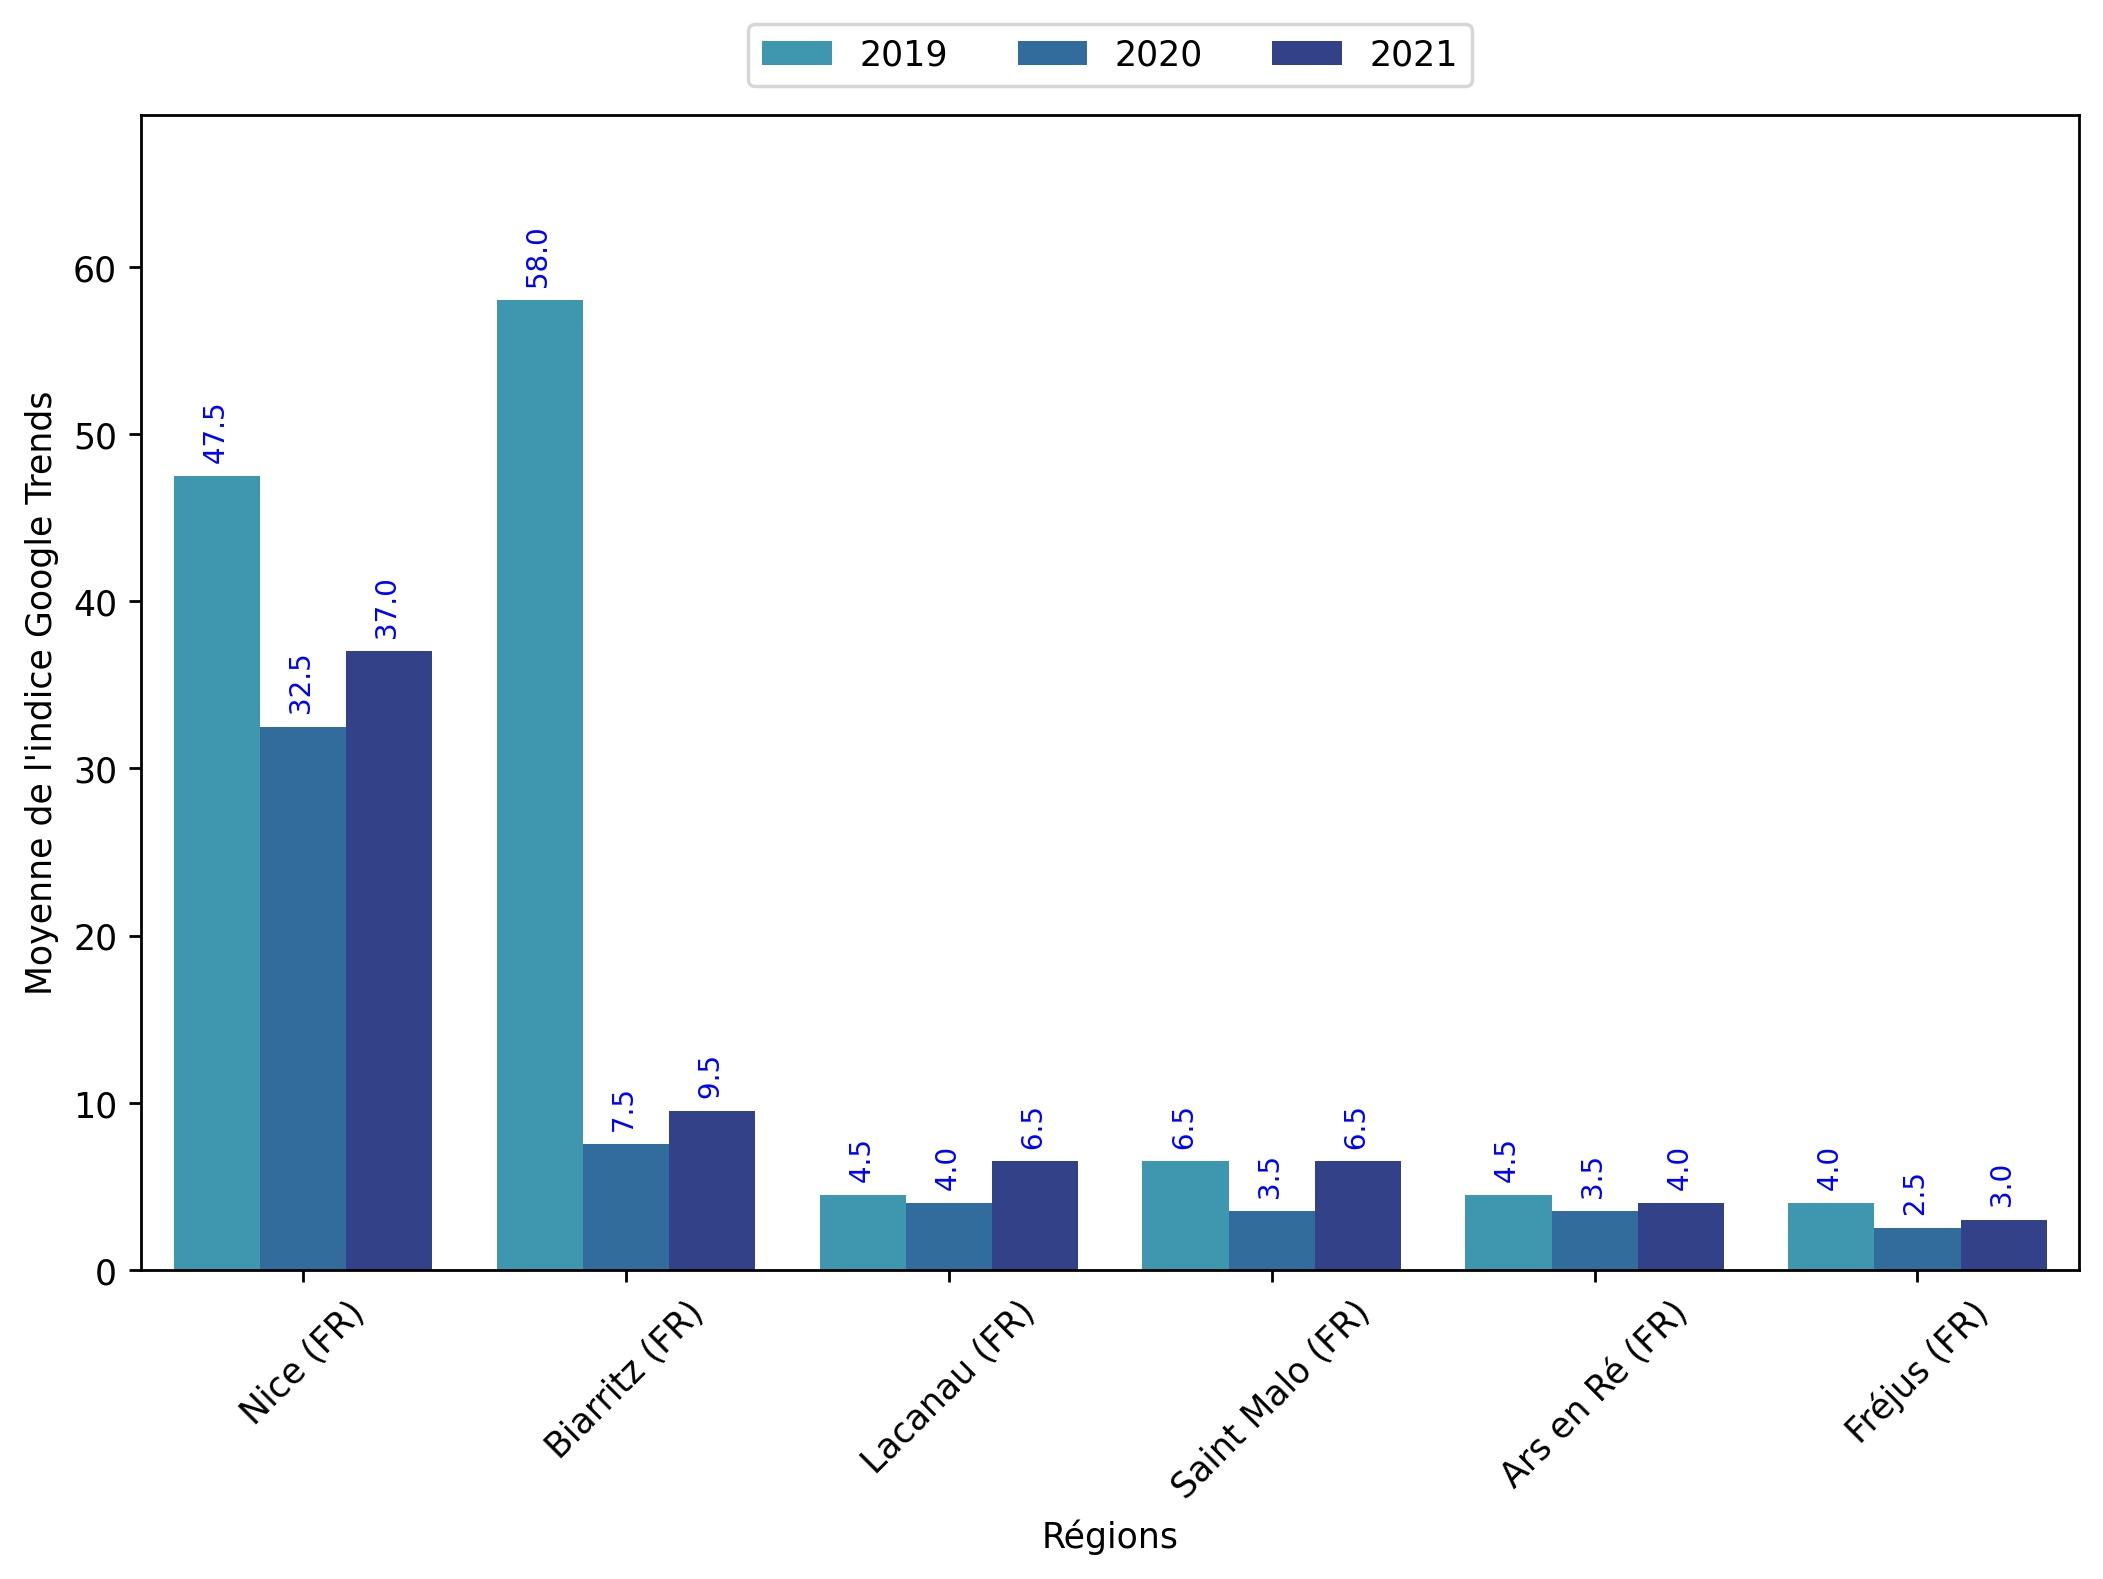 2019 2020 2021
Moyenne de l'indice Google Trends
60
50
40
30
20
10
0
47.5
32.5
37.0
58.0
7.5
9.5
4.5
4.0
6.5
6.5
3.5
6.5
4.5
3.5
4.0
4.0
2.5
3.0
Nice (FR)
Biarritz (FR)
Lacanau (FR)
Saint Malo (FR)
Ars en Ré (FR)
Fréjus (FR)
Régions